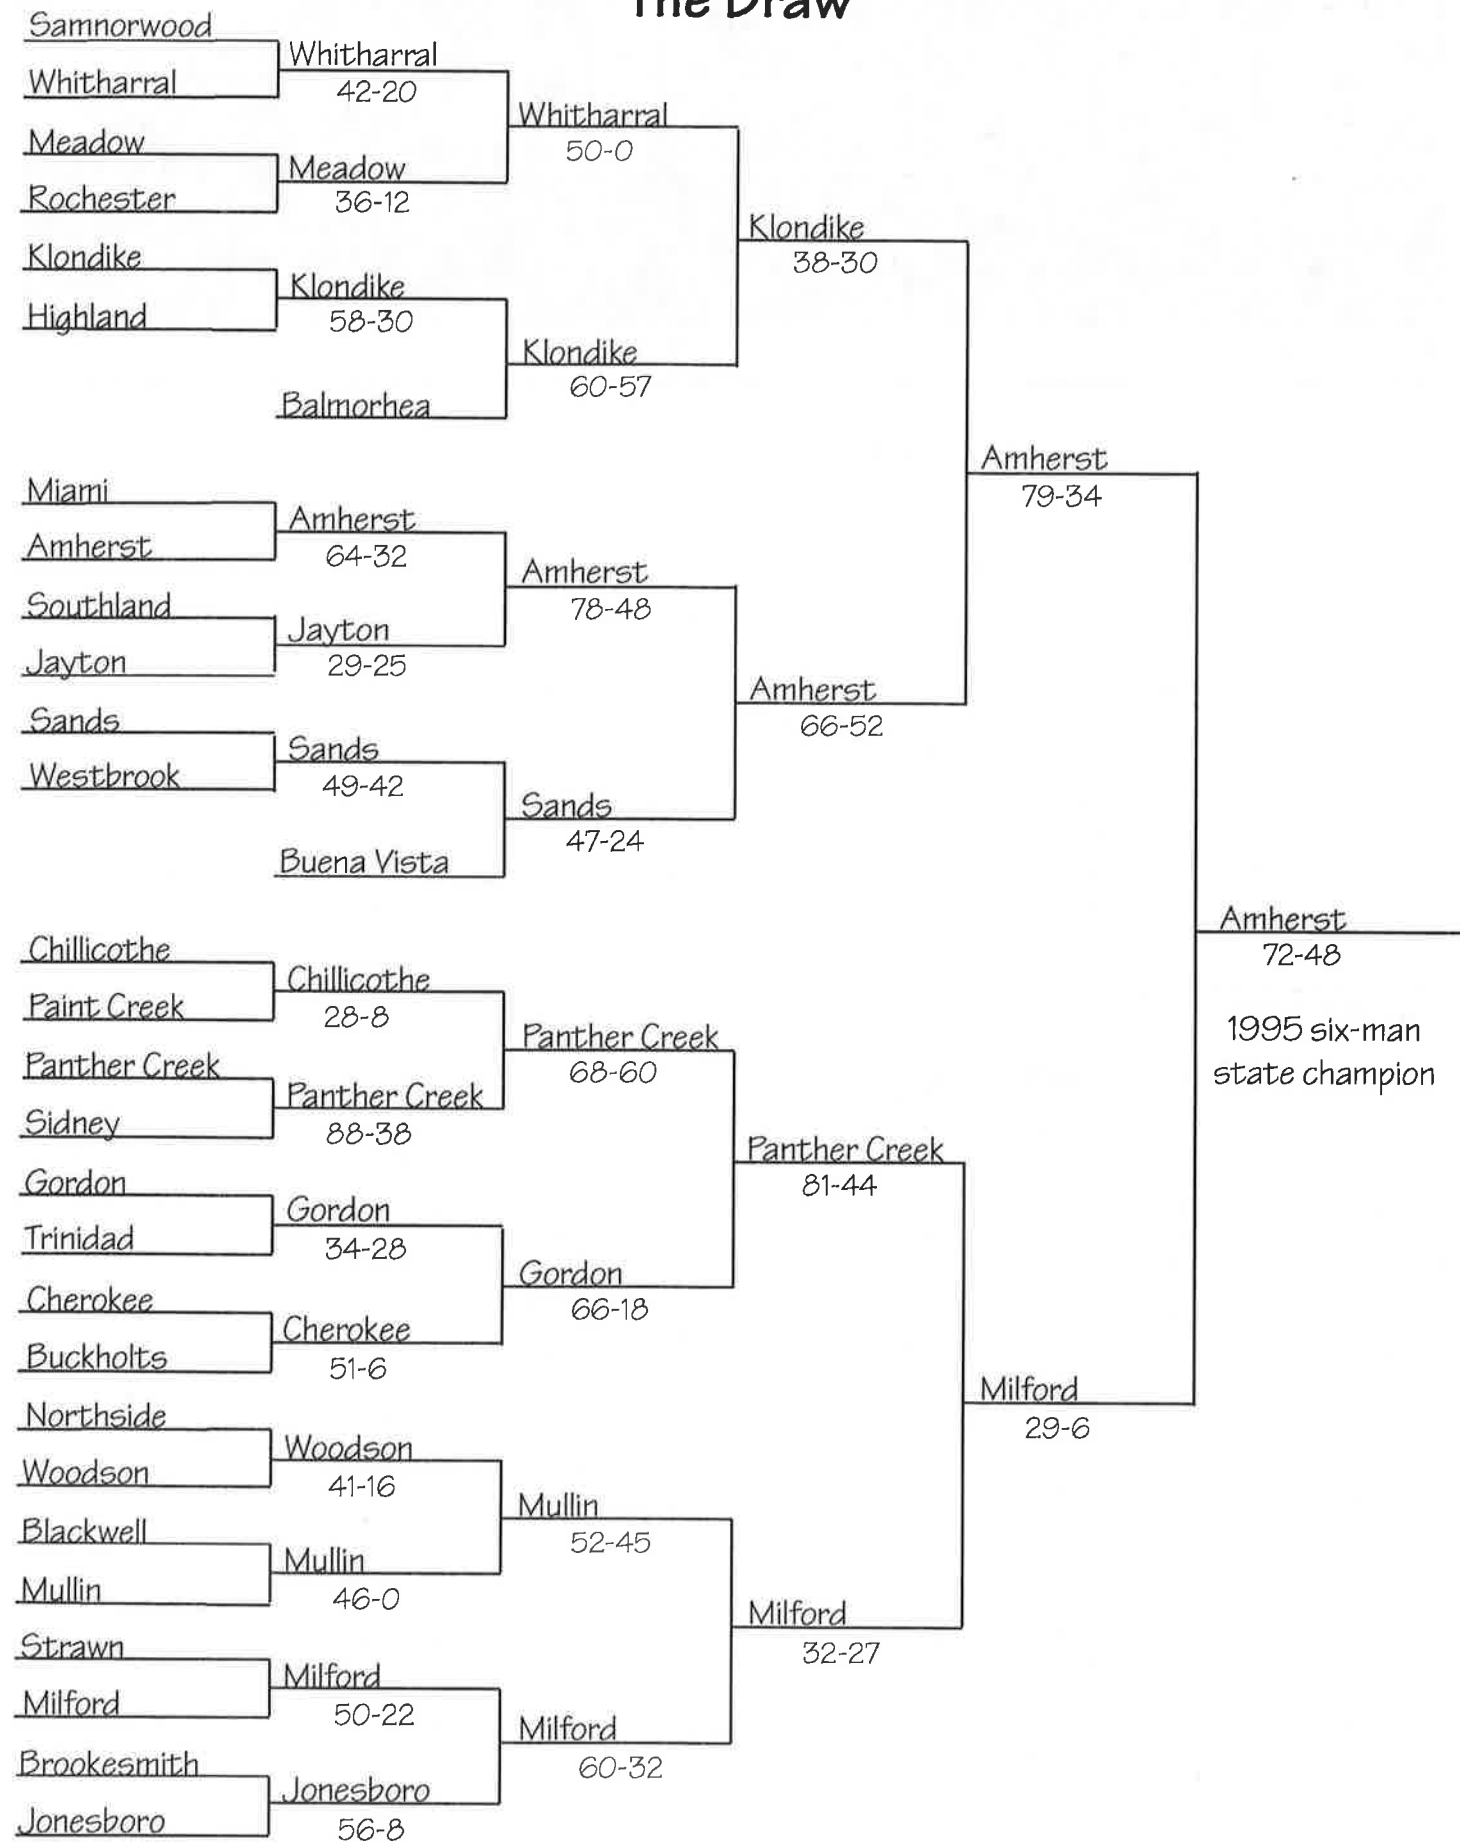 The Draw
Samnorwood
Whitharral
Whitharral
42-20
Whitharral
50-0
Meadow
Meadow
Rochester
36-12
Klondike
38-30
Klondike
Klondike
Highland
58-30
Klondike
60-57
Balmorhea
Amherst
79-34
Miami
Amherst
Amherst
64-32
Amherst
78-48
Southland
Jayton
Jayton
29-25
Amherst
66-52
Sands
Sands
Westbrook
49-42
Sands
47-24
Buena Vista
Amherst
72-48
1995 six-man
state champion
Chillicothe
Chillicothe
Paint Creek
28-8
Panther Creek
68-60
Panther Creek
Panther Creek
Sidney
88-38
Panther Creek
81-44
Gordon
Gordon
Trinidad
34-28
Gordon
66-18
Cherokee
Cherokee
Buckholts
51-6
Milford
29-6
Northside
Woodson
Woodson
41-16
Mullin
52-45
Blackwell
Mullin
Mullin
46-0
Milford
32-27
Strawn
Milford
Milford
50-22
Milford
60-32
Brookesmith
Jonesboro
Jonesboro
56-8